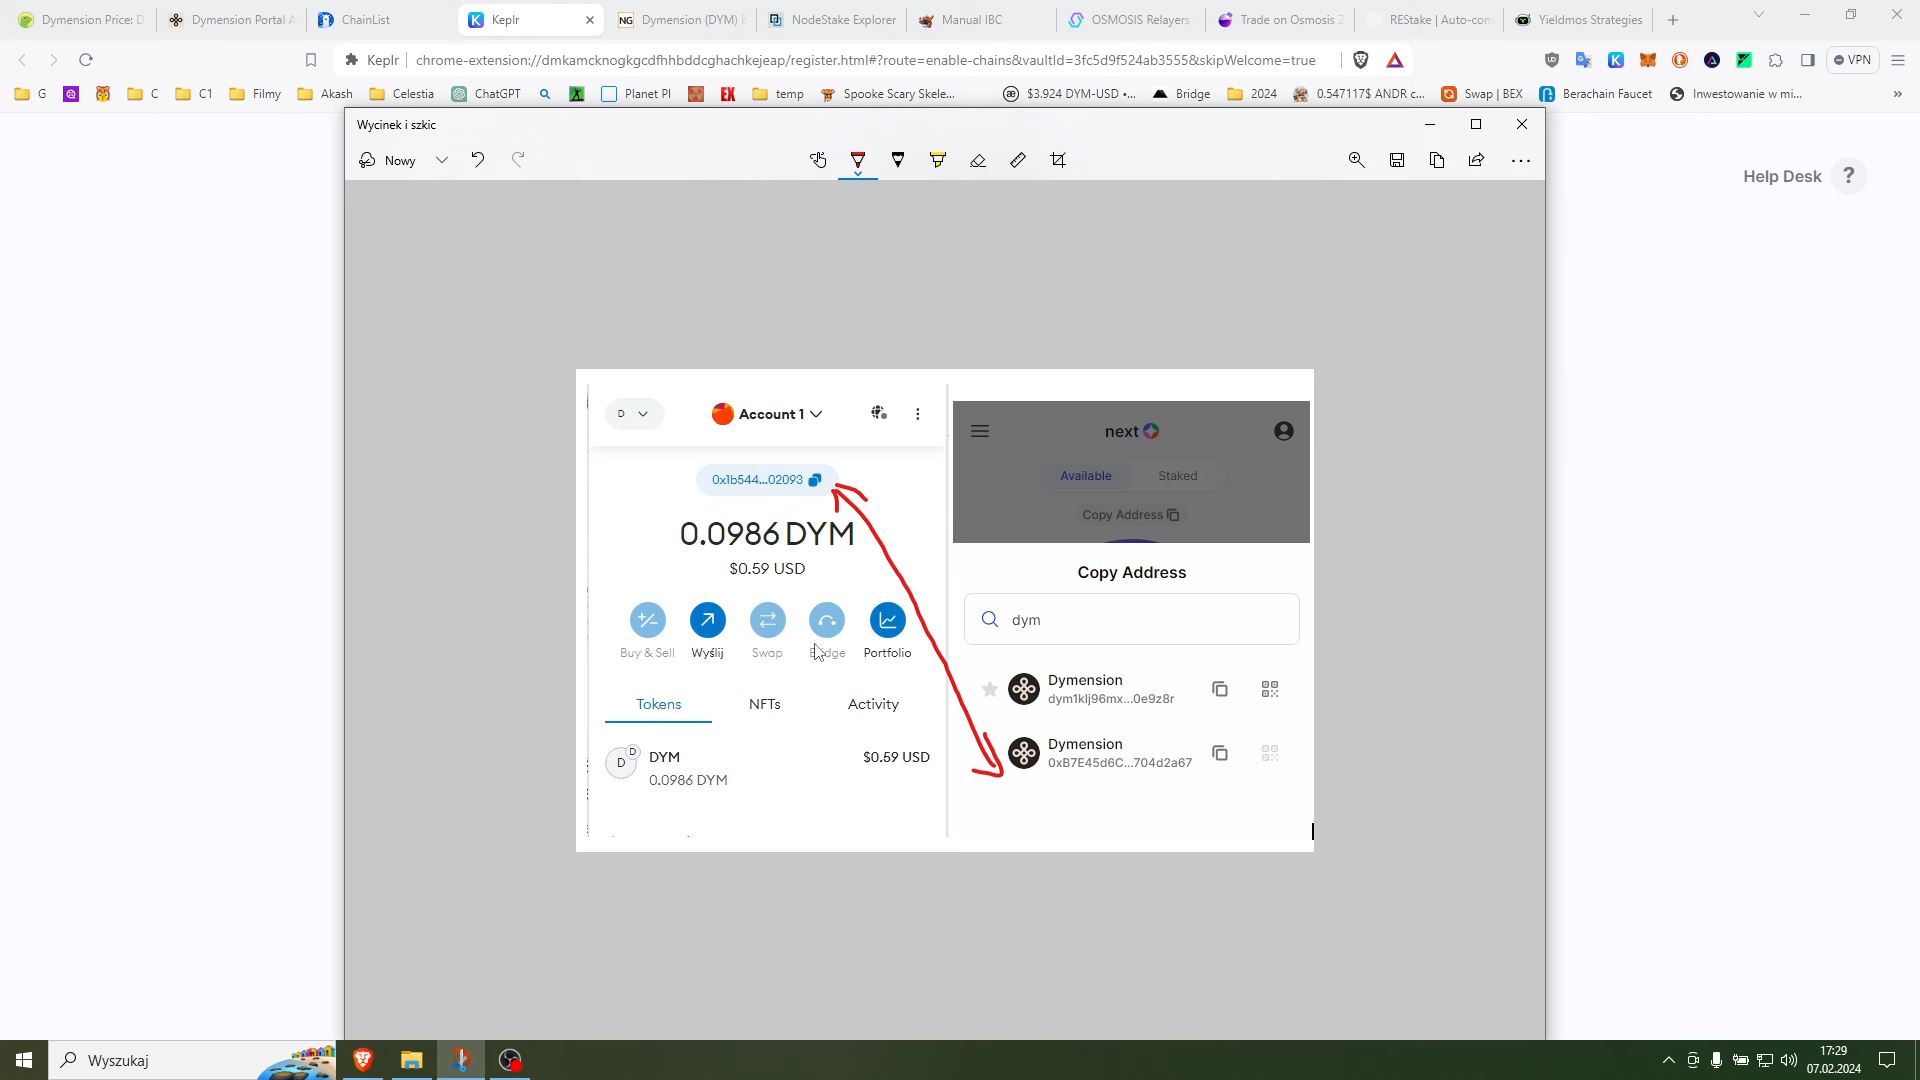 Dymension Price: D
Dymension Portal A
ChainList
Keplr
Dymension (DYM) E
NodeStake Explorer
Manual IBC
OSMOSIS Relayers
Trade on Osmosis Z
REStake | Auto-com
Yieldmos Strategies
Keplr
chrome-extension://dmkamcknogkgcdfhhbddcghachkejeap/register.html#?route=enable-chains&vaultId=3fc5d9f524ab3555&skipWelcome=true
VPN
G
C
C1
Filmy
Akash
Celestia
ChatGPT
Planet PI
EX
temp
Spooke Scary Skele...
$3.924 DYM-USD •...
Bridge
2024
0.547117$ ANDR c...
Swap | BEX
Berachain Faucet
Inwestowanie w mi...
»
Wycinek i szkic
Nowy
Help Desk ?
D
Account 1
0x1b544...02093
0.0986 DYM
$0.59 USD
Buy & Sell
Wyślij
Swap
Bridge
Portfolio
Tokens
NFTs
Activity
D
D
DYM
$0.59 USD
0.0986 DYM
next
Available
Staked
Copy Address
Copy Address
dym
Dymension
dym1klj96mx...0e9z8r
Dymension
0xB7E45d6C...704d2a67
Wyszukaj
17:29
07.02.2024